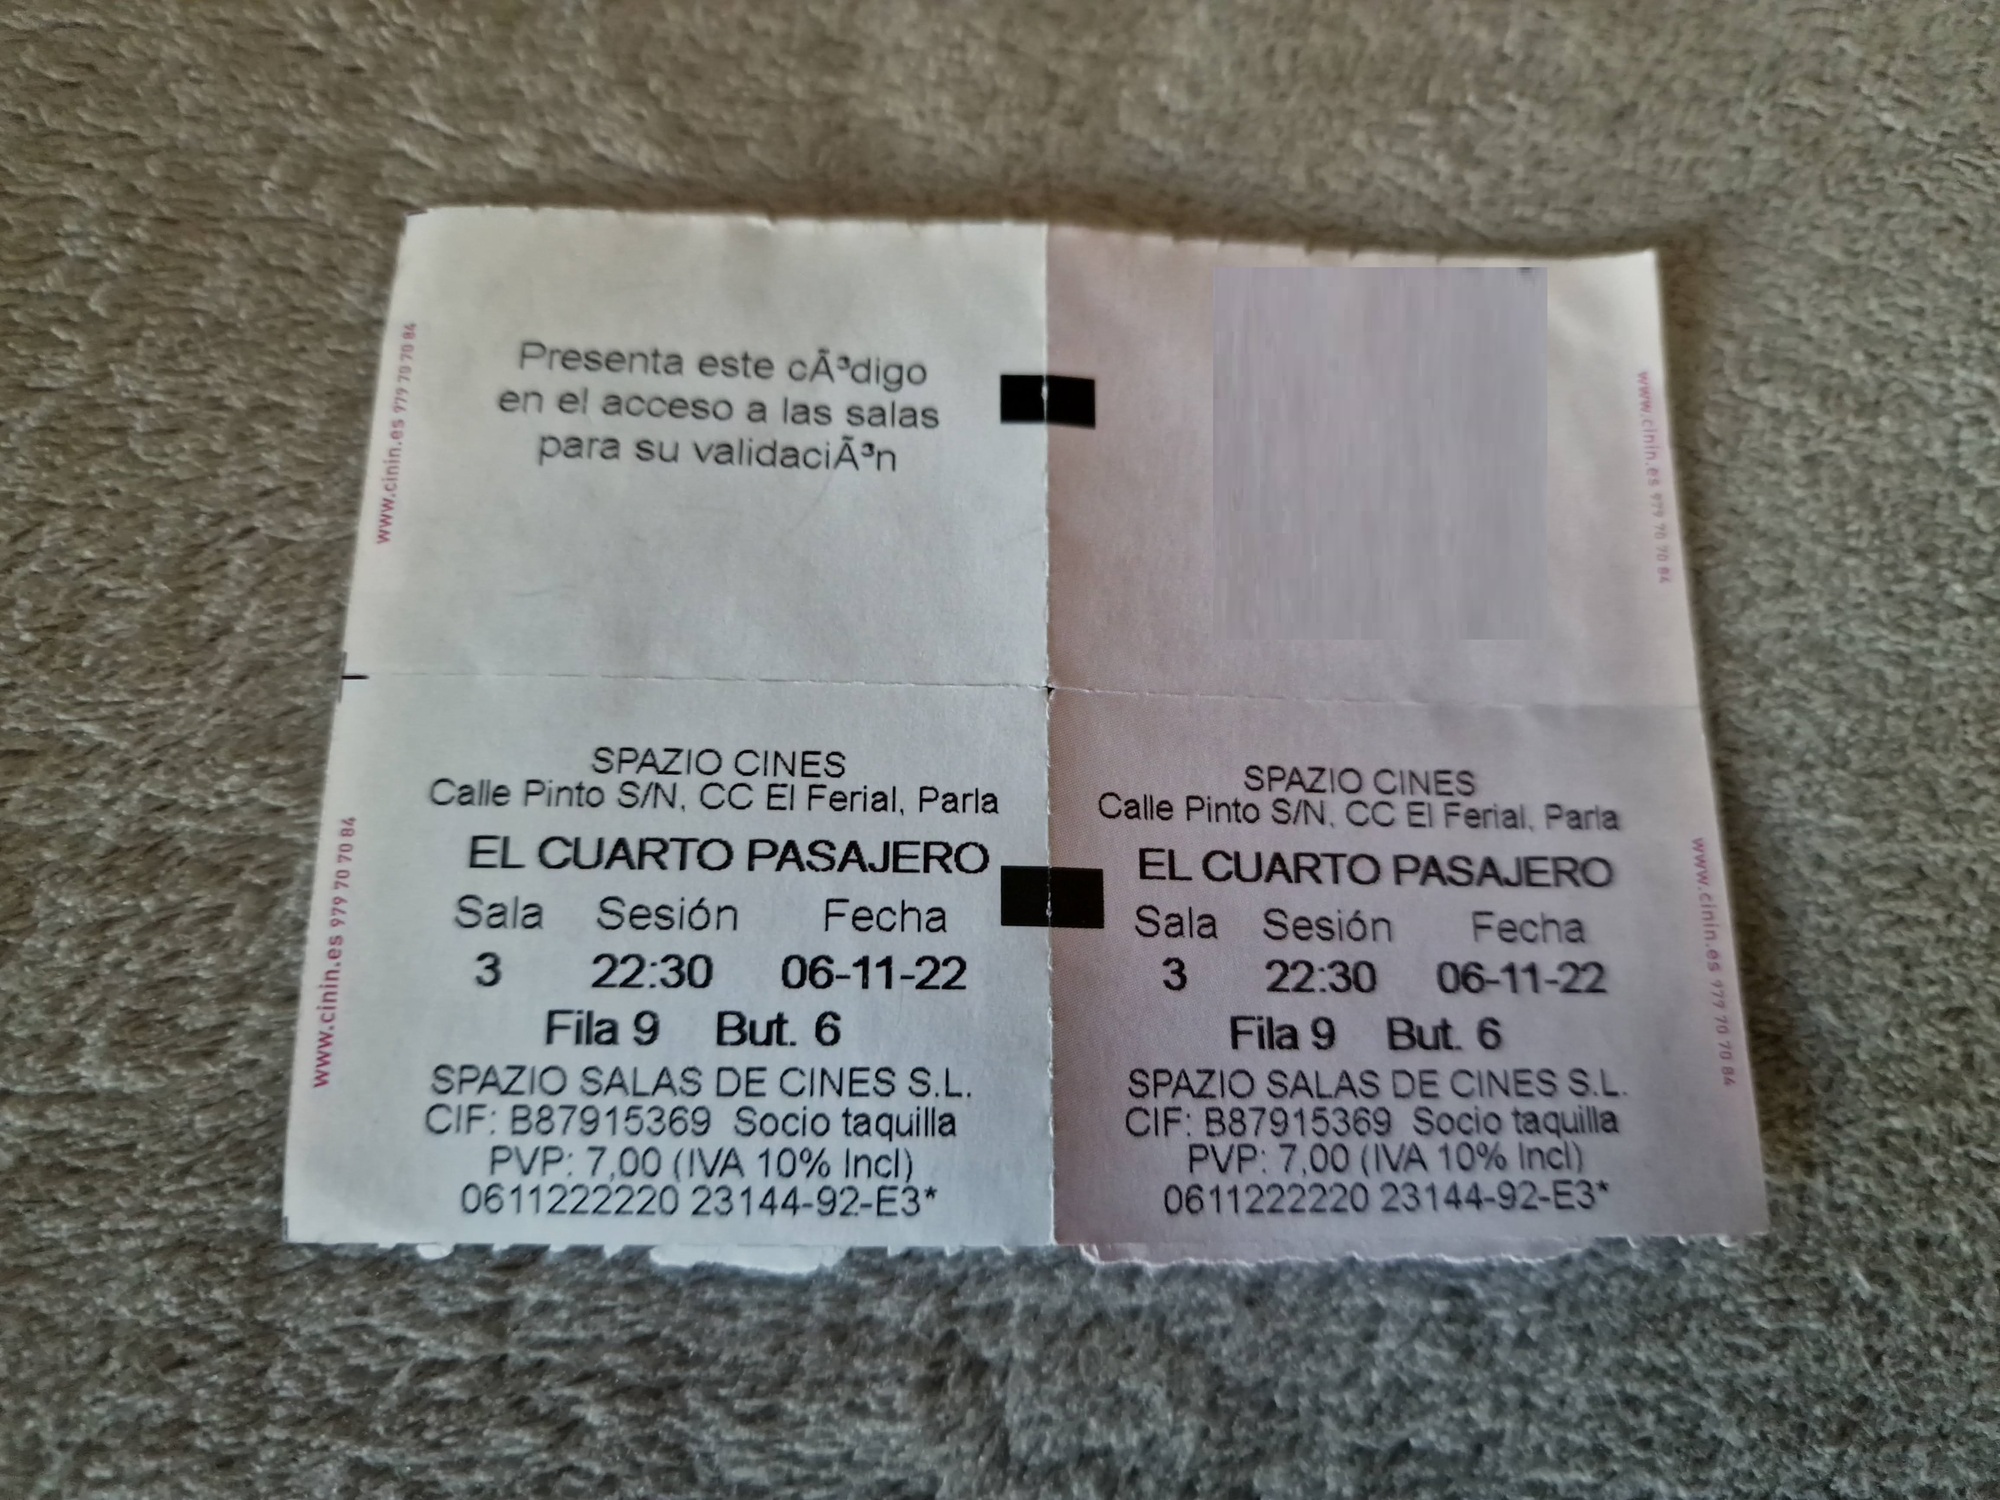 Presenta este cÃ³digo
en el acceso a las salas
para su validaciÃ³n
www.cinin.es 979 70 70 84
www.cinin.es 979 70 70 84
SPAZIO CINES
Calle Pinto S/N, CC El Ferial, Parla
EL CUARTO PASAJERO
Sala Sesión Fecha
3 22:30 06-11-22
Fila 9 But. 6
SPAZIO SALAS DE CINES S.L.
CIF: B87915369 Socio taquilla
PVP: 7,00 (IVA 10% Incl)
0611222220 23144-92-E3*
www.cinin.es 979 70 70 84
SPAZIO CINES
Calle Pinto S/N, CC El Ferial, Parla
EL CUARTO PASAJERO
Sala Sesión Fecha
3 22:30 06-11-22
Fila 9 But. 6
SPAZIO SALAS DE CINES S.L.
CIF: B87915369 Socio taquilla
PVP: 7,00 (IVA 10% Incl)
0611222220 23144-92-E3*
www.cinin.es 979 70 70 84